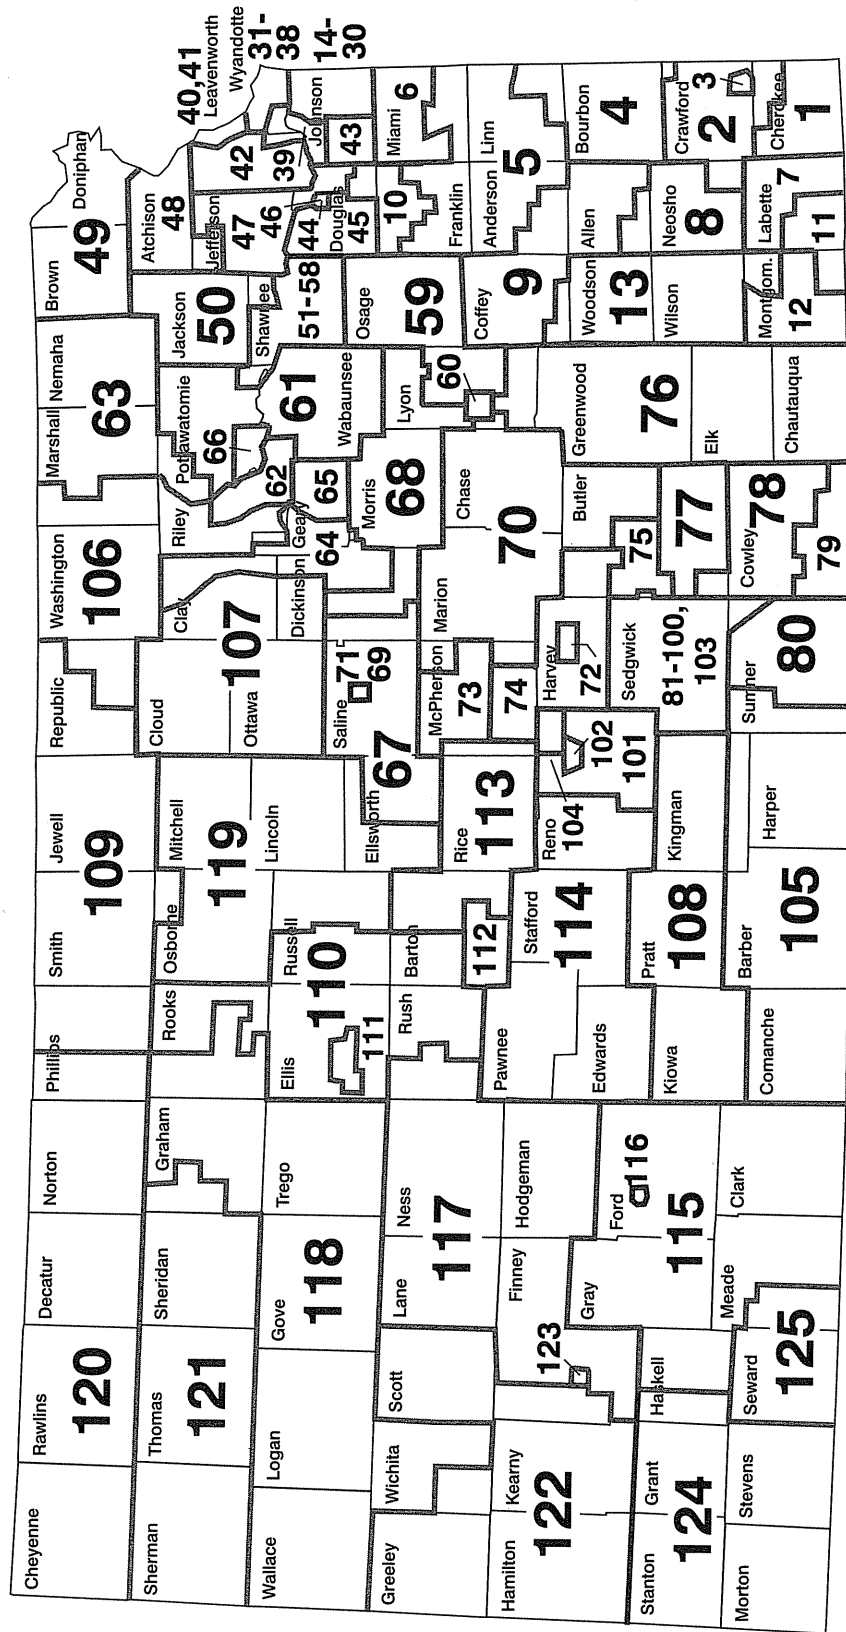 Cheyenne
Rawlins
120
Decatur
Norton
Phillips
Smith
109
Jewell
Republic
Washington
106
Marshall
Nemaha
63
Brown
49
Doniphan
Sherman
Thomas
121
Sheridan
Graham
Rooks
Osborne
Mitchell
119
Cloud
107
Clay
Riley
Pottawatomie
66
Jackson
50
Atchison
48
40,41
Leavenworth
Wyandotte
31-
38
14-
30
Wallace
Logan
Gove
118
Trego
Ellis
110
111
Russell
Lincoln
Ottawa
Dickinson
Geary
62
61
Wabaunsee
Shawnee
51-58
Jefferson
47
42
46
39
44
Douglas
45
Johnson
43
Greeley
Wichita
Scott
Lane
117
Ness
Rush
Barton
112
Ellsworth
67
Saline
71
69
64
65
Morris
68
Lyon
60
Osage
59
10
Franklin
Miami
6
Hamilton
122
Kearny
Finney
123
Hodgeman
Pawnee
Stafford
114
Rice
113
McPherson
73
74
Marion
70
Chase
Coffey
9
Anderson
5
Linn
Gray
Ford
116
115
Edwards
Reno
104
102
101
Harvey
72
Butler
75
Greenwood
76
Woodson
13
Allen
Bourbon
4
Stanton
124
Grant
Haskell
Kiowa
Pratt
108
Kingman
Sedgwick
81-100,
103
77
Elk
Wilson
Neosho
8
Crawford
2
3
Morton
Stevens
Seward
125
Meade
Clark
Comanche
Barber
105
Harper
Sumner
80
Cowley
78
79
Chautauqua
Montgom.
12
Labette
7
11
Cherokee
1